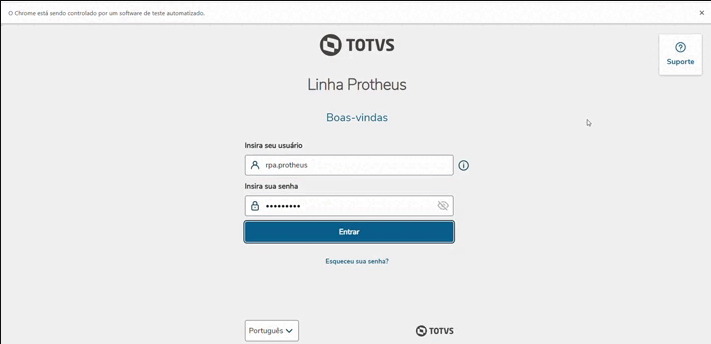 O Chrome está sendo controlado por um software de teste automatizado.
TOTVS
Suporte
Linha Protheus
Boas-vindas
Insira seu usuário
rpa.protheus
Insira sua senha
•••••••••
Entrar
Esqueceu sua senha?
Português
TOTVS